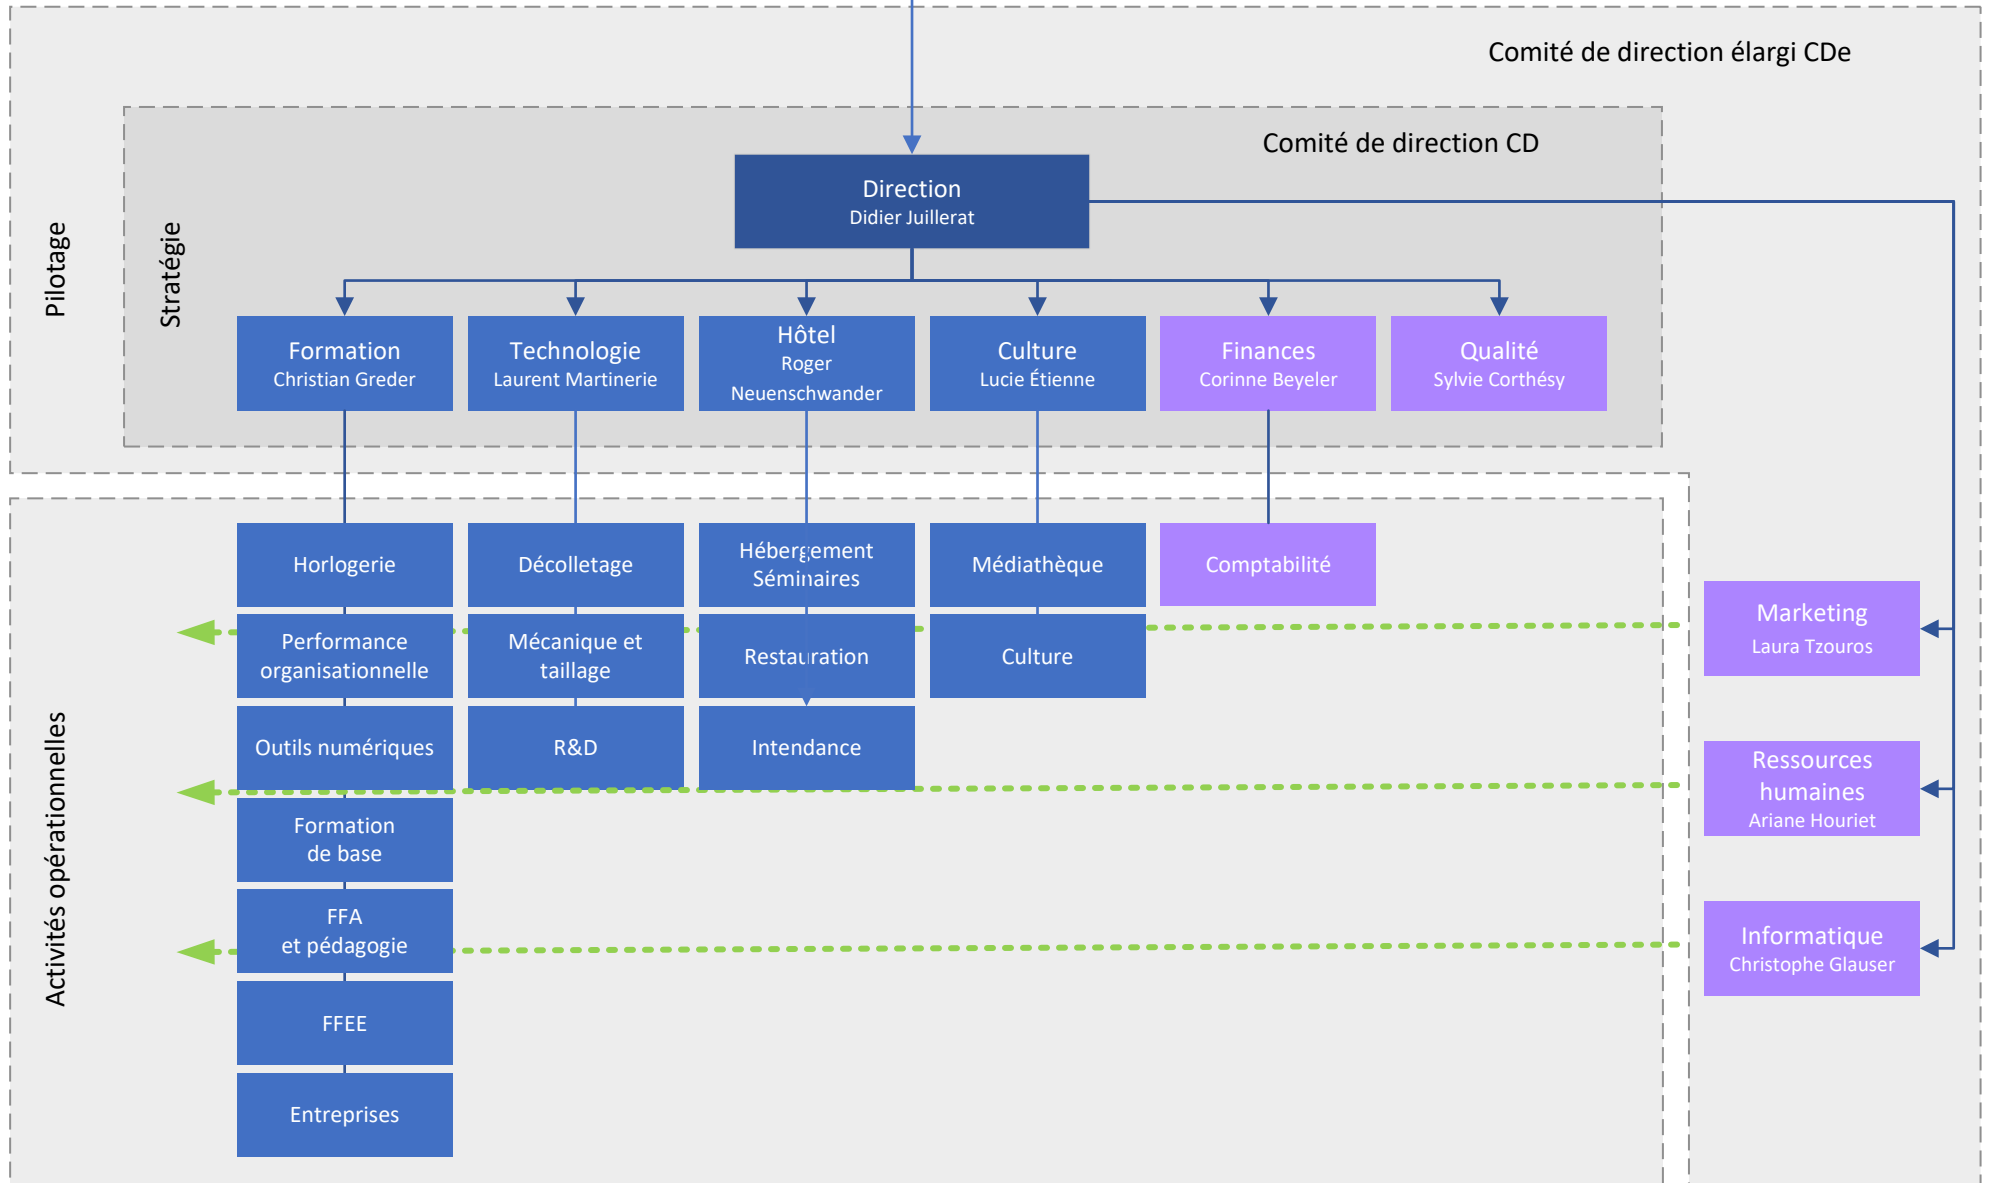 Comité de direction élargi CDe
Comité de direction CD
Pilotage
Stratégie
Direction
Didier Juillerat
Formation
Christian Greder
Technologie
Laurent Martinerie
Hôtel
Roger
Neuenschwander
Culture
Lucie Étienne
Finances
Corinne Beyeler
Qualité
Sylvie Corthésy
Activités opérationnelles
Horlogerie
Performance
organisationnelle
Outils numériques
Formation
de base
FFA
et pédagogie
FFEE
Entreprises
Décolletage
Mécanique et
taillage
R&D
Hébergement
Séminaires
Restauration
Intendance
Médiathèque
Culture
Comptabilité
Marketing
Laura Tzouros
Ressources
humaines
Ariane Houriet
Informatique
Christophe Glauser